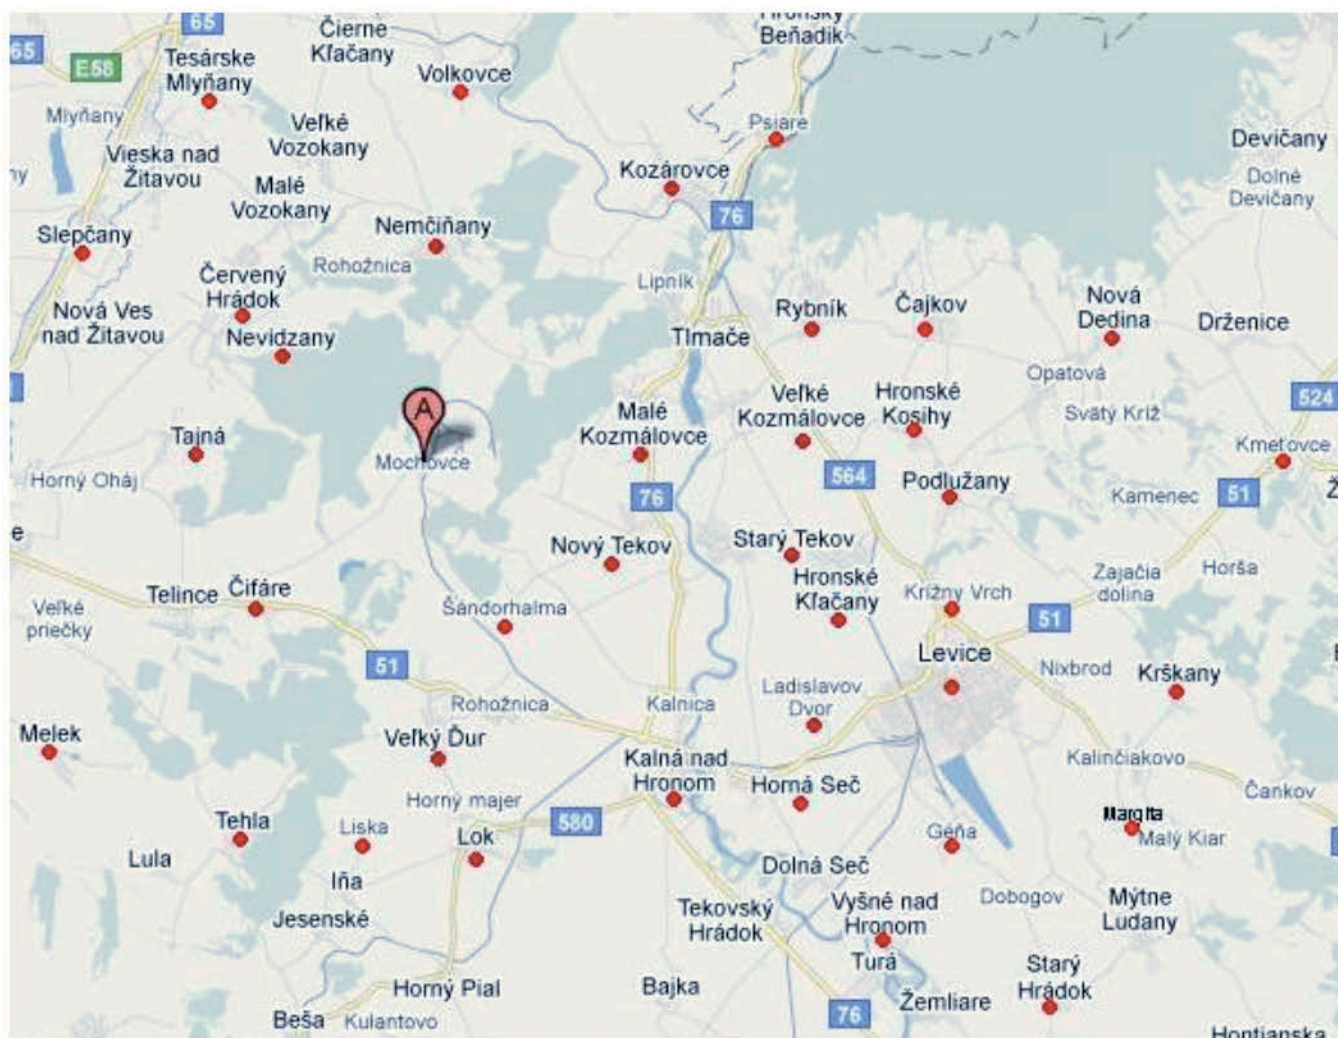 65
Hronský
Beňadik
Čierne
Kľačany
65
E58
Tesárske
Mlyňany
Volkovce
Mlyňany
Veľké
Vozokany
Psiare
Devičany
Vieska nad
Žitavou
Kozárovce
Dolné
Devičany
ny
Malé
Vozokany
76
Nemčiňany
Slepčany
Rohožnica
Červený
Hrádok
Lipník
Nová Ves
nad Žitavou
Rybník
Čajkov
Nová
Dedina
Drženice
Nevidzany
Tlmače
Opatová
524
A
Malé
Kozmálovce
Veľké
Kozmálovce
Hronské
Kosihy
Svätý Kríž
Tajná
Kmeťovce
Mochovce
Horný Ohaj
564
Podlužany
76
Kamenec
51
Ž
e
Nový Tekov
Starý Tekov
Hronské
Kľačany
Zajačia
dolina
Horša
Telince
Čifáre
Krížny Vrch
Veľké
priečky
Šándorhalma
51
51
Levice
Nixbrod
Krškany
Ladislavov
Dvor
Rohožnica
Kalnica
Melek
Veľký Ďur
Kalná nad
Hronom
Kalinčiakovo
Horná Seč
Čankov
Horný majer
Tehla
Liska
Lok
580
Géňa
Margita
Malý Kiar
Lula
Iňa
Dolná Seč
Jesenské
Tekovský
Hrádok
Vyšné nad
Hronom
Dobogov
Mýtne
Ludany
Turá
Starý
Hrádok
Horný Pial
Bajka
Žemliare
Beša
Kulantovo
76
Hontianska